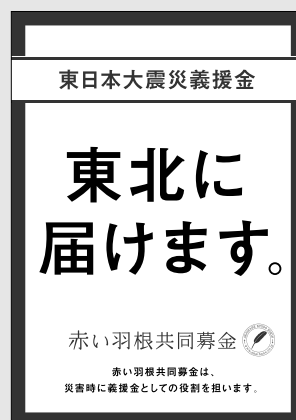 東日本大震災義援金
東北に
届けます。
赤い羽根共同募金
赤い羽根共同募金は、
災害時に義援金としての役割を担います。